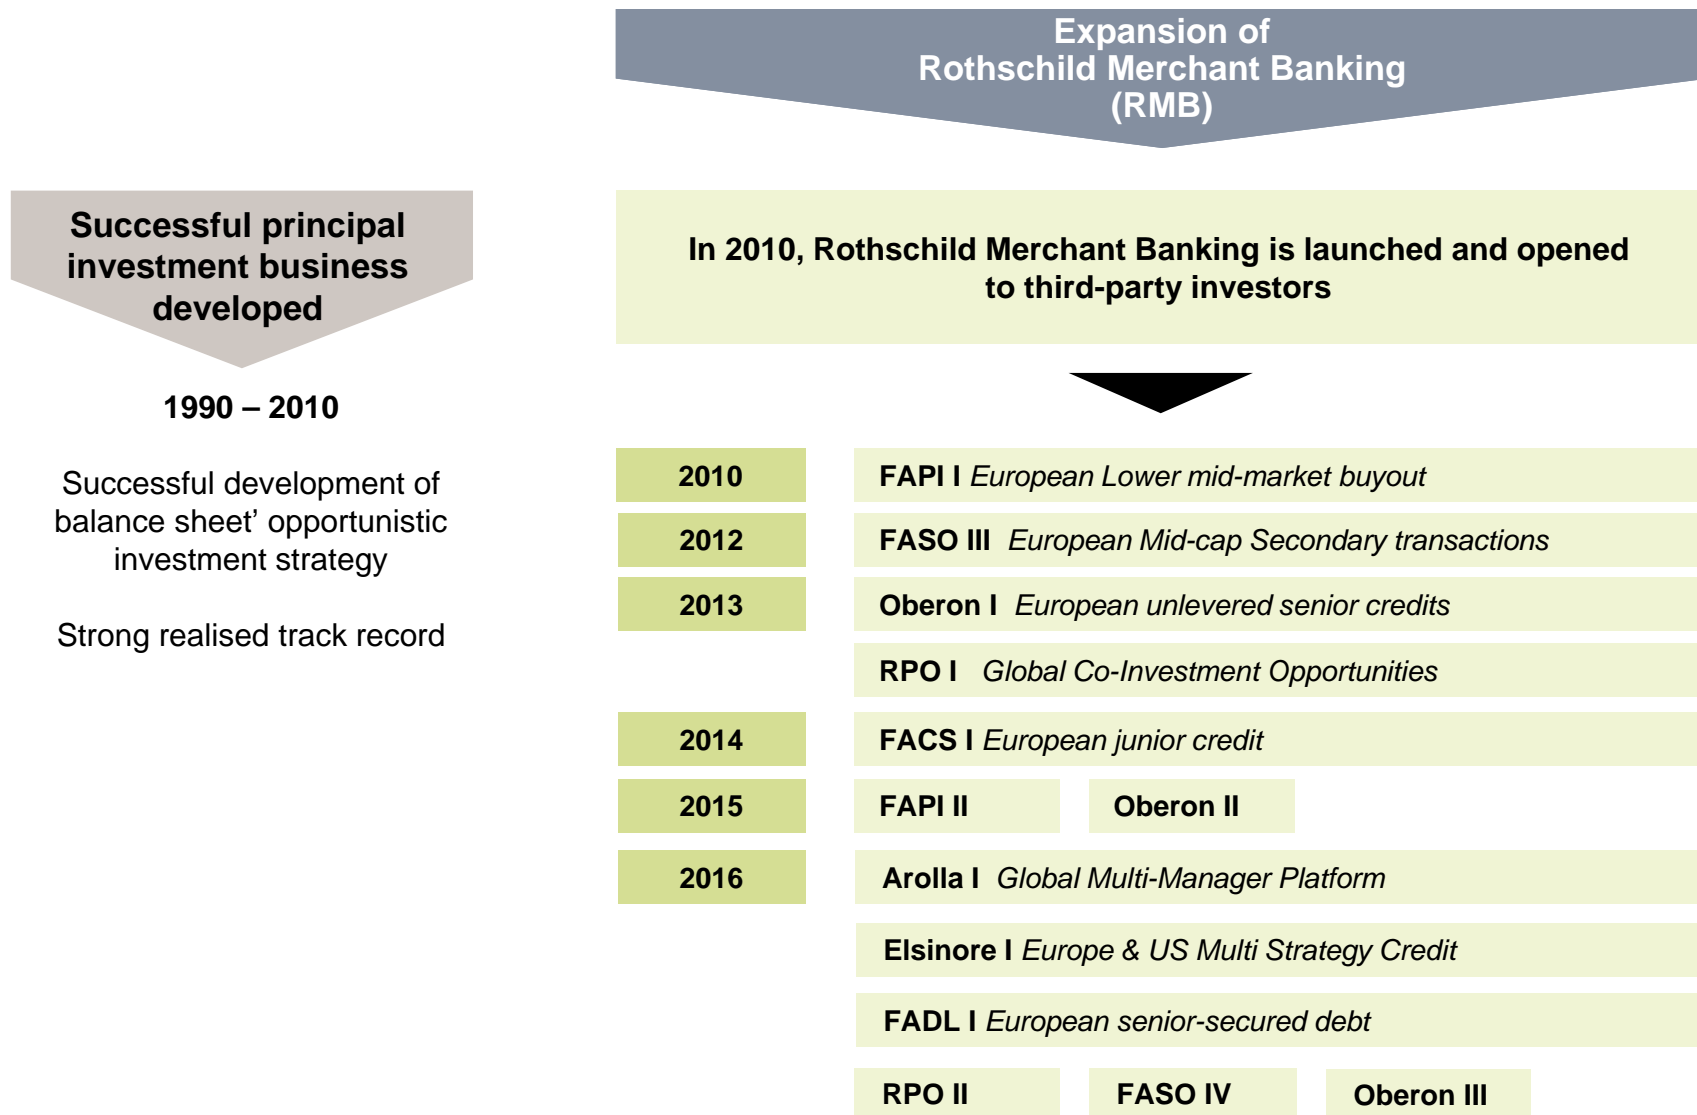 Expansion of
Rothschild Merchant Banking
(RMB)
Successful principal
investment business
developed
1990 – 2010
Successful development of
balance sheet’ opportunistic
investment strategy
Strong realised track record
In 2010, Rothschild Merchant Banking is launched and opened
to third-party investors
2010 FAPI I European Lower mid-market buyout
2012 FASO III European Mid-cap Secondary transactions
2013 Oberon I European unlevered senior credits
RPO I Global Co-Investment Opportunities
2014 FACS I European junior credit
2015 FAPI II Oberon II
2016 Arolla I Global Multi-Manager Platform
Elsinore I Europe & US Multi Strategy Credit
FADL I European senior-secured debt
RPO II FASO IV Oberon III